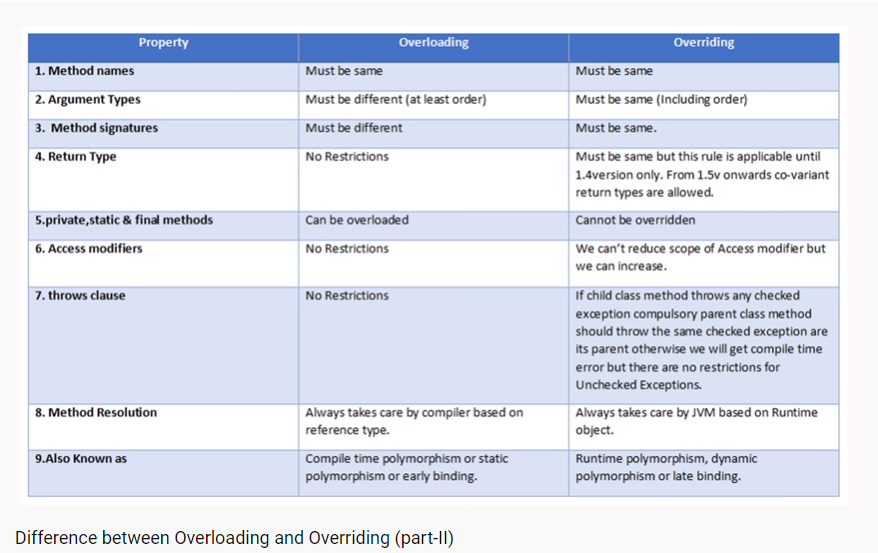 Property Overloading Overriding
1. Method names Must be same Must be same
2. Argument Types Must be different (at least order) Must be same (Including order)
3. Method signatures Must be different Must be same.
4. Return Type No Restrictions Must be same but this rule is applicable until
1.4version only. From 1.5v onwards co-variant
return types are allowed.
5.private,static & final methods Can be overloaded Cannot be overridden
6. Access modifiers No Restrictions We can't reduce scope of Access modifier but
we can increase.
7. throws clause No Restrictions If child class method throws any checked
exception compulsory parent class method
should throw the same checked exception are
its parent otherwise we will get compile time
error but there are no restrictions for
Unchecked Exceptions.
8. Method Resolution Always takes care by compiler based on
reference type.
Always takes care by JVM based on Runtime
object.
9.Also Known as Compile time polymorphism or static
polymorphism or early binding.
Runtime polymorphism, dynamic
polymorphism or late binding.
Difference between Overloading and Overriding (part-II)